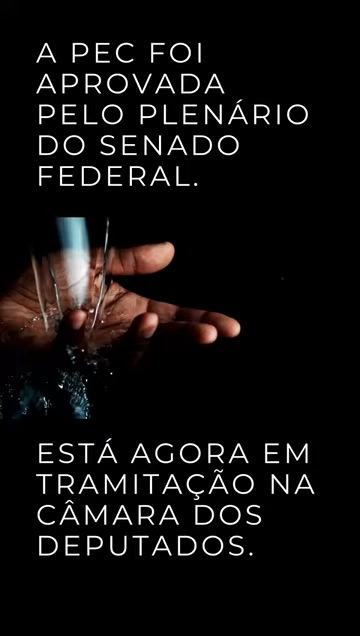 A PEC FOI
APROVADA
PELO PLENÁRIO
DO SENADO
FEDERAL.
ESTÁ AGORA EM
TRAMITAÇÃO NA
CÂMARA DOS
DEPUTADOS.